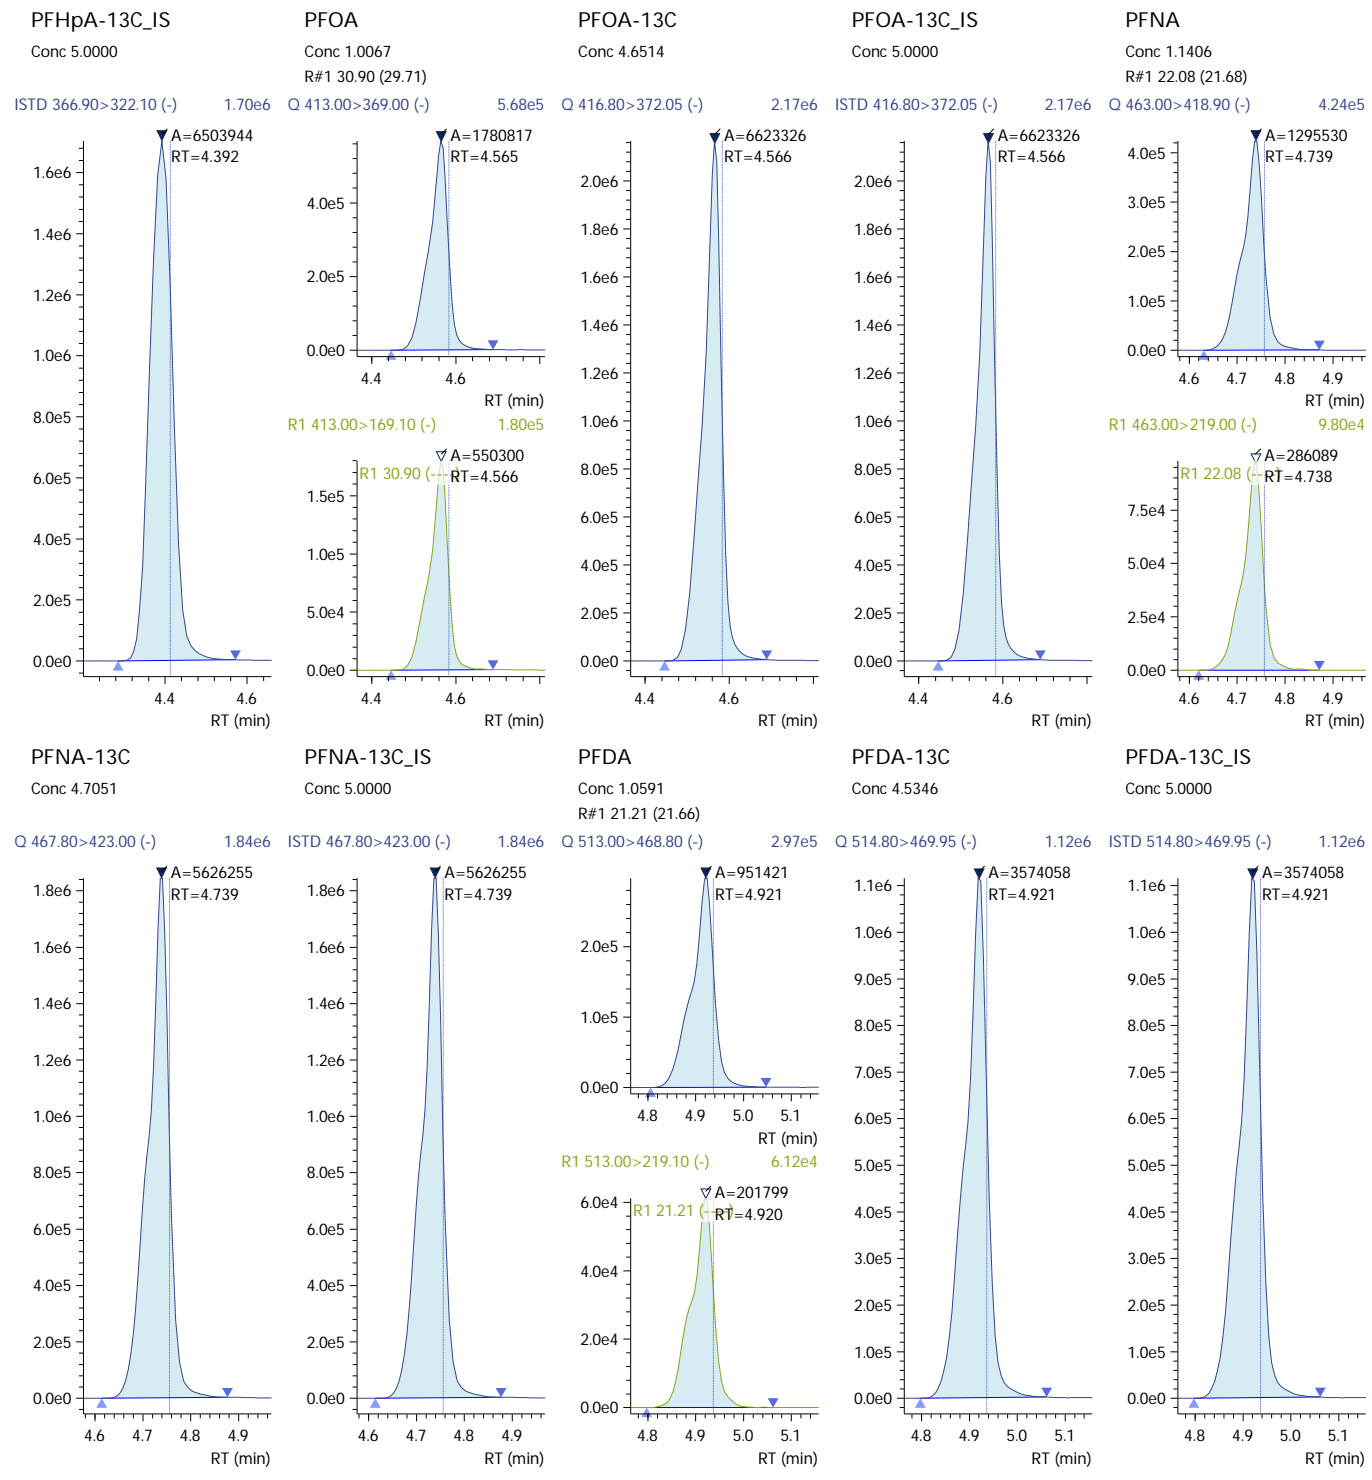 PFHpA-13C_IS
Conc 5.0000
ISTD 366.90>322.10 (-) 1.70e6
A=6503944
RT=4.392
1.6e6
1.4e6
1.2e6
1.0e6
8.0e5
6.0e5
4.0e5
2.0e5
0.0e0
4.4 4.6
RT (min)
PFOA
Conc 1.0067
R#1 30.90 (29.71)
Q 413.00>369.00 (-) 5.68e5
A=1780817
RT=4.565
4.0e5
2.0e5
0.0e0
4.4 4.6
RT (min)
R1 413.00>169.10 (-) 1.80e5
A=550300
R1 30.90 (----)
RT=4.566
1.5e5
1.0e5
5.0e4
0.0e0
4.4 4.6
RT (min)
PFOA-13C
Conc 4.6514
Q 416.80>372.05 (-) 2.17e6
A=6623326
RT=4.566
2.0e6
1.8e6
1.6e6
1.4e6
1.2e6
1.0e6
8.0e5
6.0e5
4.0e5
2.0e5
0.0e0
4.4 4.6
RT (min)
PFOA-13C_IS
Conc 5.0000
ISTD 416.80>372.05 (-) 2.17e6
A=6623326
RT=4.566
2.0e6
1.8e6
1.6e6
1.4e6
1.2e6
1.0e6
8.0e5
6.0e5
4.0e5
2.0e5
0.0e0
4.4 4.6
RT (min)
PFNA
Conc 1.1406
R#1 22.08 (21.68)
Q 463.00>418.90 (-) 4.24e5
A=1295530
RT=4.739
4.0e5
3.0e5
2.0e5
1.0e5
0.0e0
4.6 4.7 4.8 4.9
RT (min)
R1 463.00>219.00 (-) 9.80e4
A=286089
R1 22.08 (----)
RT=4.738
7.5e4
5.0e4
2.5e4
0.0e0
4.6 4.7 4.8 4.9
RT (min)
PFNA-13C
Conc 4.7051
Q 467.80>423.00 (-) 1.84e6
A=5626255
RT=4.739
1.8e6
1.6e6
1.4e6
1.2e6
1.0e6
8.0e5
6.0e5
4.0e5
2.0e5
0.0e0
4.6 4.7 4.8 4.9
RT (min)
PFNA-13C_IS
Conc 5.0000
ISTD 467.80>423.00 (-) 1.84e6
A=5626255
RT=4.739
1.8e6
1.6e6
1.4e6
1.2e6
1.0e6
8.0e5
6.0e5
4.0e5
2.0e5
0.0e0
4.6 4.7 4.8 4.9
RT (min)
PFDA
Conc 1.0591
R#1 21.21 (21.66)
Q 513.00>468.80 (-) 2.97e5
A=951421
RT=4.921
2.0e5
1.0e5
0.0e0
4.8 4.9 5.0 5.1
RT (min)
R1 513.00>219.10 (-) 6.12e4
A=201799
R1 21.21 (----)
RT=4.920
6.0e4
4.0e4
2.0e4
0.0e0
4.8 4.9 5.0 5.1
RT (min)
PFDA-13C
Conc 4.5346
Q 514.80>469.95 (-) 1.12e6
A=3574058
RT=4.921
1.1e6
1.0e6
9.0e5
8.0e5
7.0e5
6.0e5
5.0e5
4.0e5
3.0e5
2.0e5
1.0e5
0.0e0
4.8 4.9 5.0 5.1
RT (min)
PFDA-13C_IS
Conc 5.0000
ISTD 514.80>469.95 (-) 1.12e6
A=3574058
RT=4.921
1.1e6
1.0e6
9.0e5
8.0e5
7.0e5
6.0e5
5.0e5
4.0e5
3.0e5
2.0e5
1.0e5
0.0e0
4.8 4.9 5.0 5.1
RT (min)